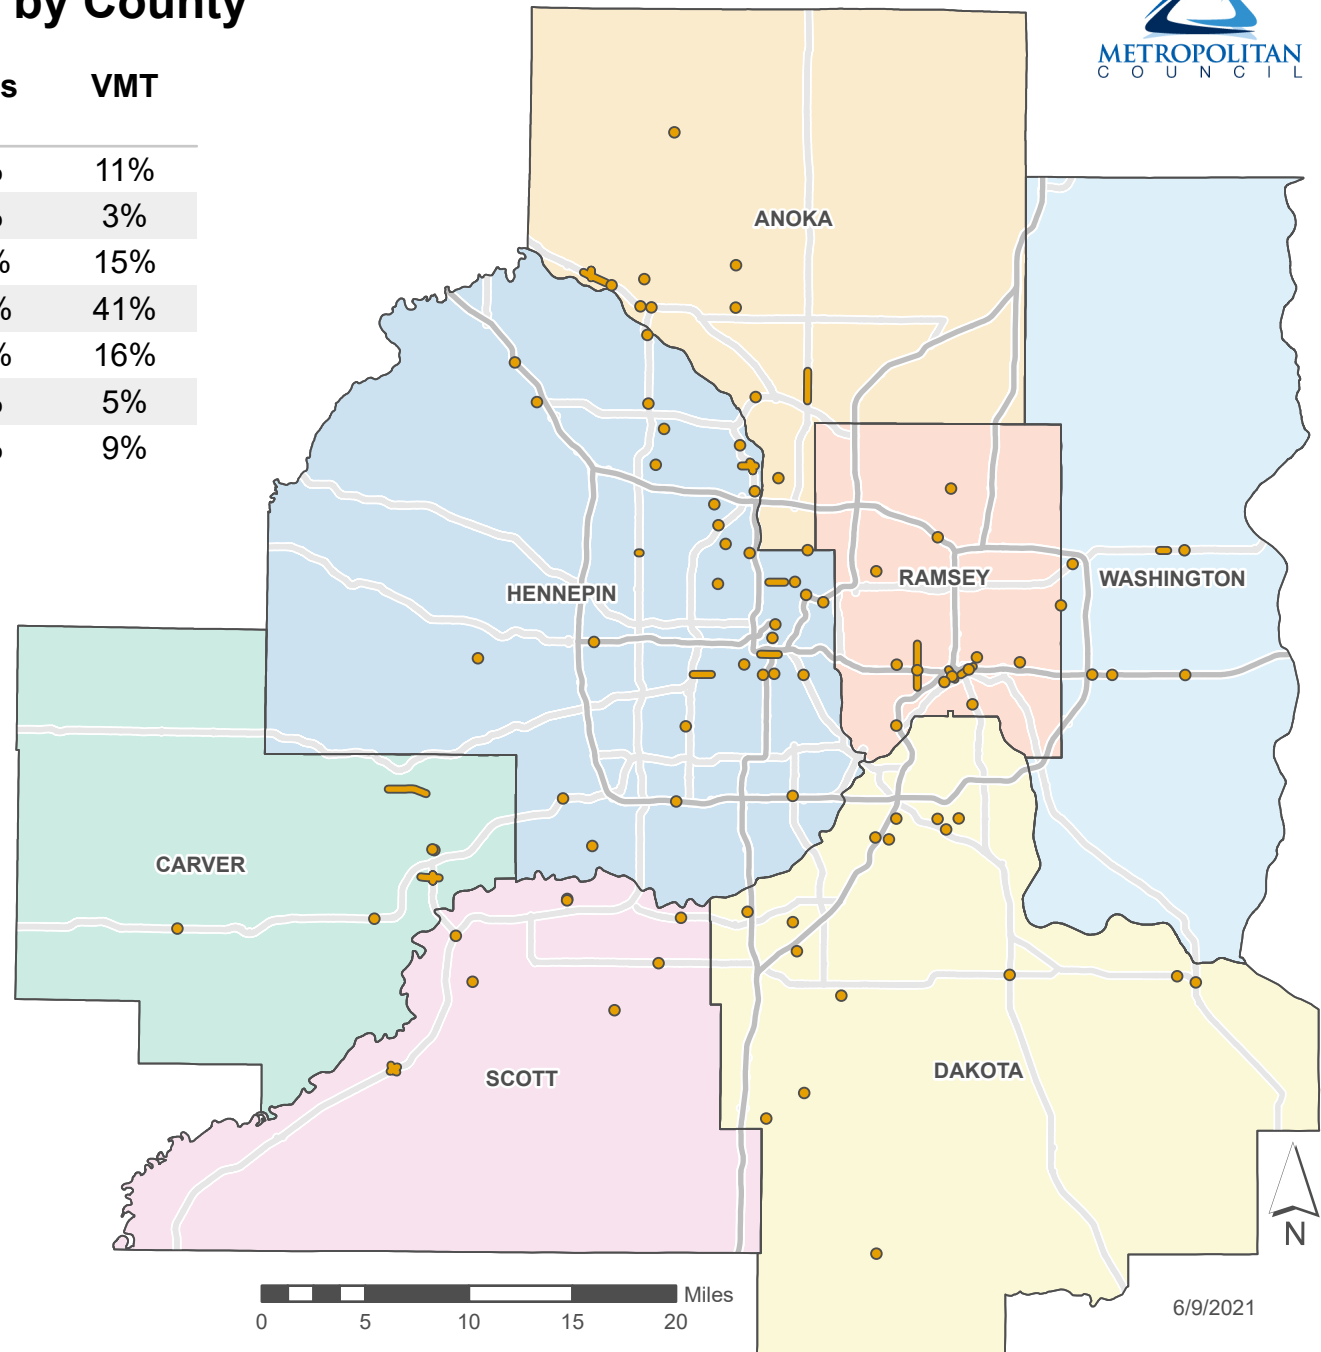 by County
METROPOLITAN
COUNCIL
s VMT
% 11%
% 3%
% 15%
% 41%
% 16%
% 5%
% 9%
ANOKA
HENNEPIN
RAMSEY
WASHINGTON
CARVER
SCOTT
DAKOTA
N
Miles
0 5 10 15 20
6/9/2021